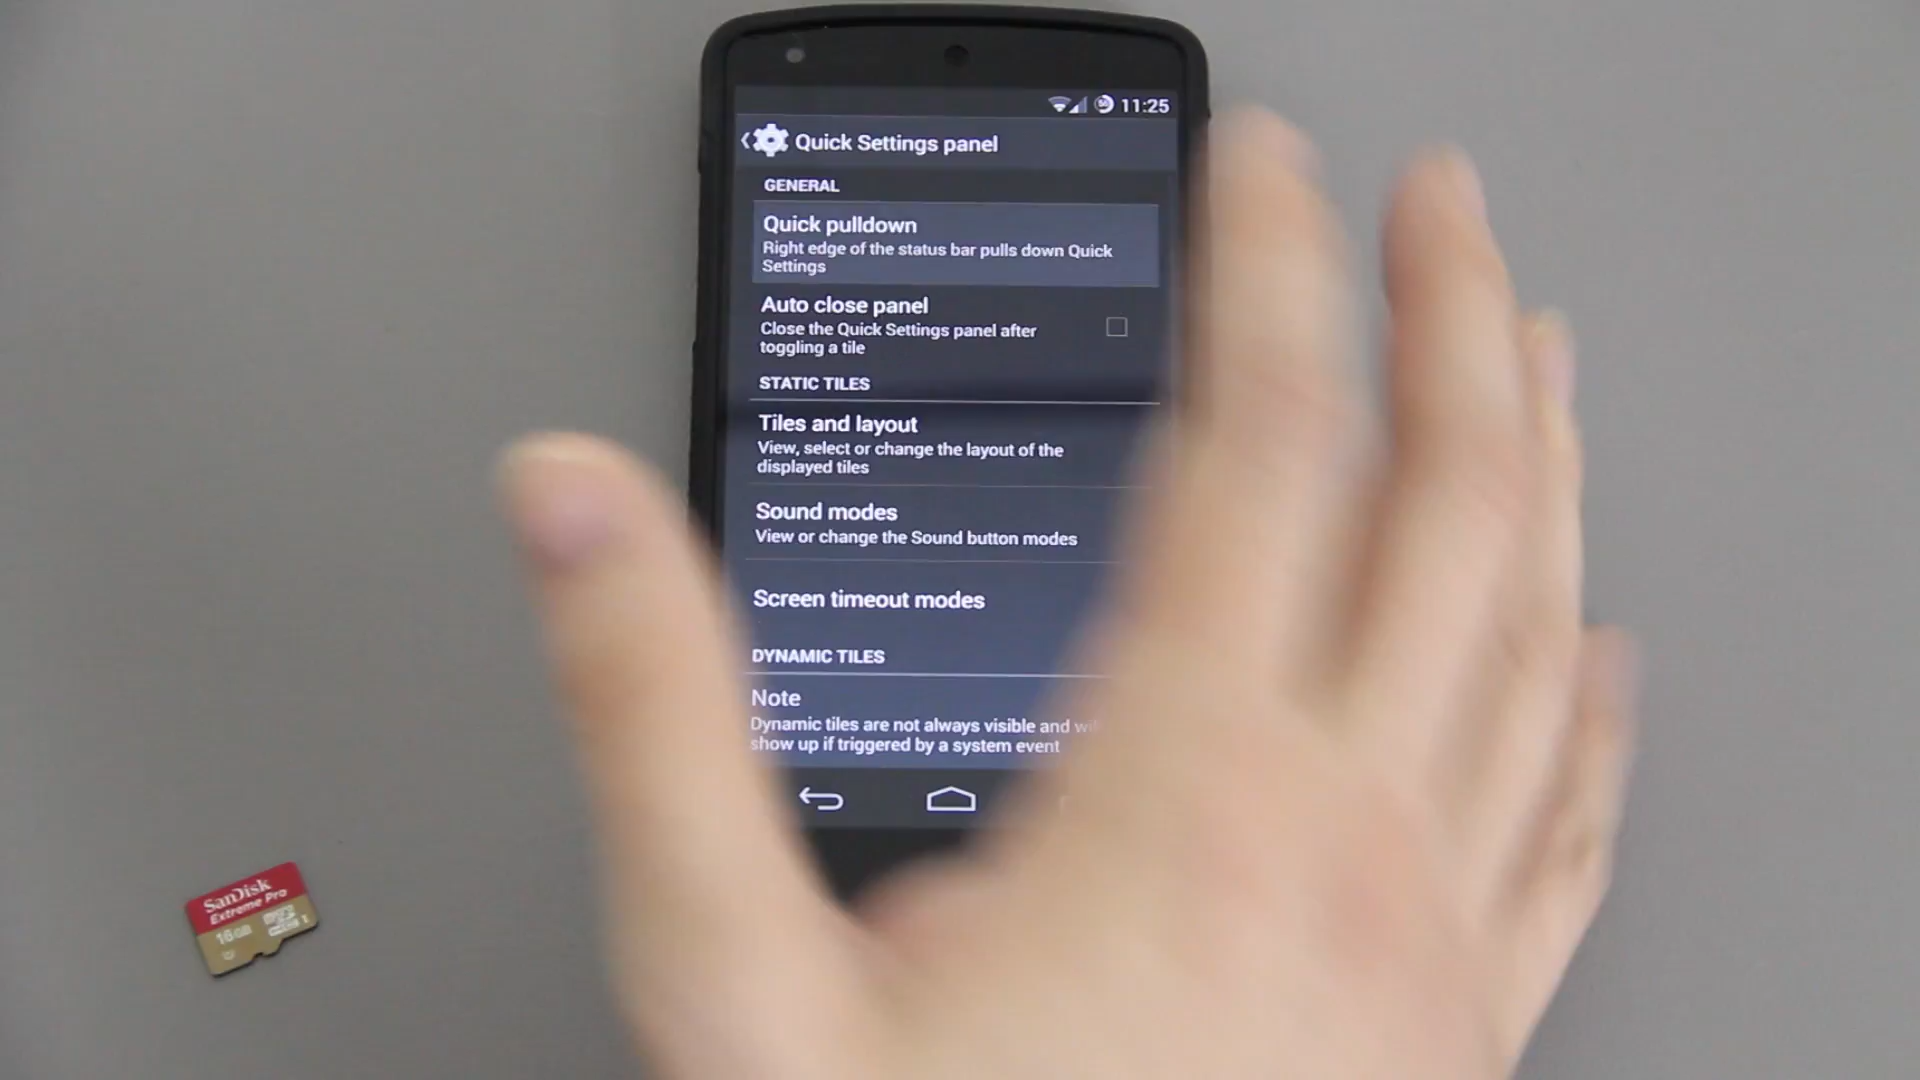 11:25
Quick Settings panel
GENERAL
Quick pulldown
Right edge of the status bar pulls down Quick
Settings
Auto close panel
Close the Quick Settings panel after
toggling a tile
STATIC TILES
Tiles and layout
View, select or change the layout of the
displayed tiles
Sound modes
View or change the Sound button modes
Screen timeout modes
DYNAMIC TILES
Note
Dynamic tiles are not always visible and
show up if triggered by a system event
SanDisk
Extreme Pro
16GB